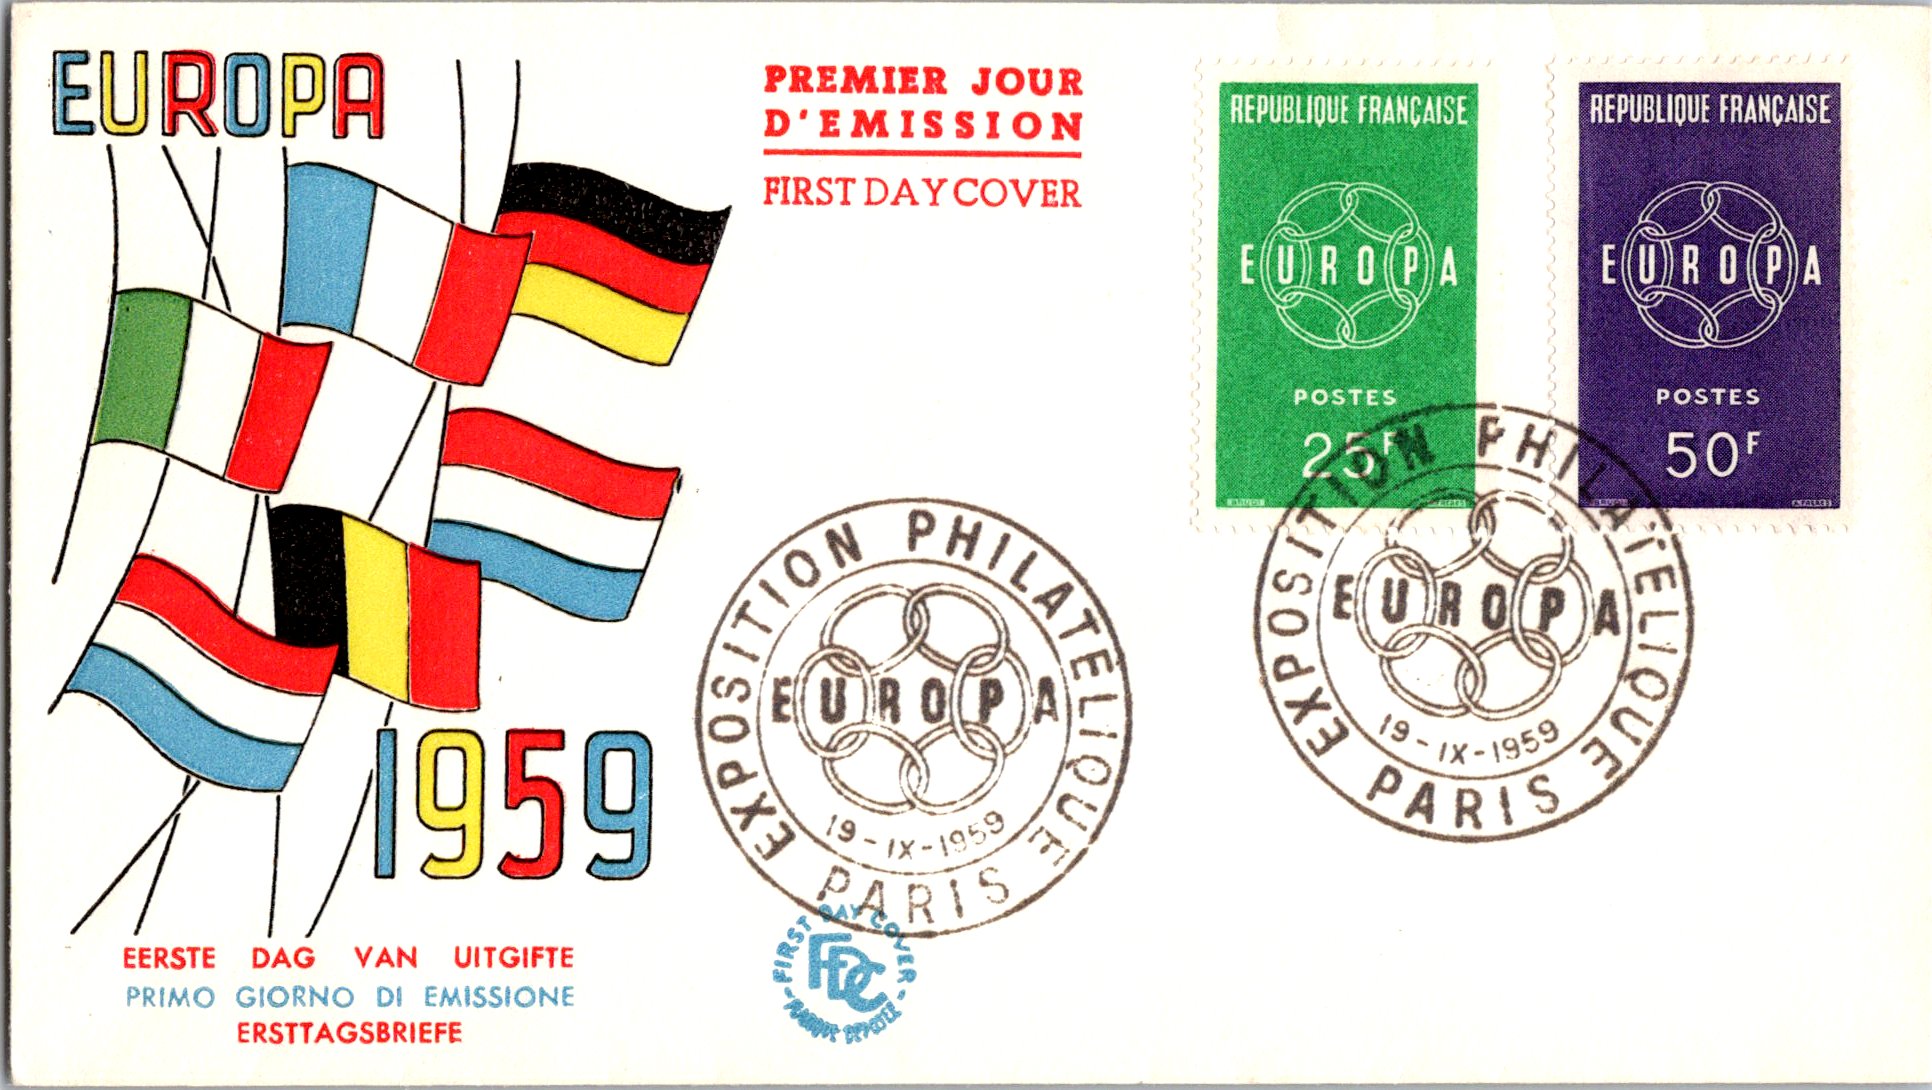 EUROPA
PREMIER JOUR
D'EMISSION
FIRST DAY COVER
REPUBLIQUE FRANÇAISE
EUROPA
POSTES
25F
REPUBLIQUE FRANÇAISE
EUROPA
POSTES
50F
EXPOSITION PHILATÉLIQUE
EUROPA
19-IX-1959
PARIS
EXPOSITION PHILATÉLIQUE
EUROPA
19-IX-1959
PARIS
1959
EERSTE DAG VAN UITGIFTE
PRIMO GIORNO DI EMISSIONE
ERSTTAGSBRIEFE
FIRST DAY COVER
FDC